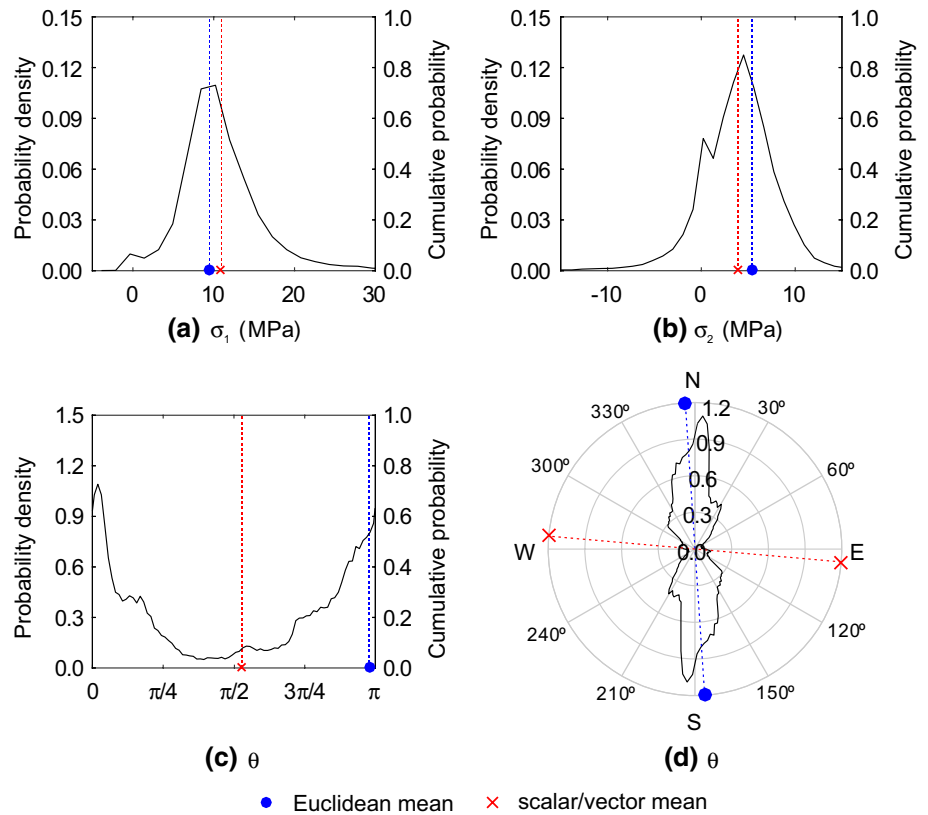 0.15 1.0 0.15 1.0
0.12 0.8 0.12 0.8
0.09 0.6 0.09 0.6
0.06 0.4 0.06 0.4
0.03 0.2 0.03 0.2
0.00 0.0 0.00 0.0
Probability density
Cumulative probability
Probability density
Cumulative probability
0 10 20 30
-10 0 10
(a) σ₁ (MPa)
(b) σ₂ (MPa)
1.5 1.0
1.2 0.8
0.9 0.6
0.6 0.4
0.3 0.2
0.0 0.0
Probability density
Cumulative probability
0 π/4 π/2 3π/4 π
N
330º 1.2 30º
0.9
300º 0.6 60º
0.3
W 0.0 E
240º 120º
210º 150º
S
(c) θ
(d) θ
Euclidean mean
scalar/vector mean